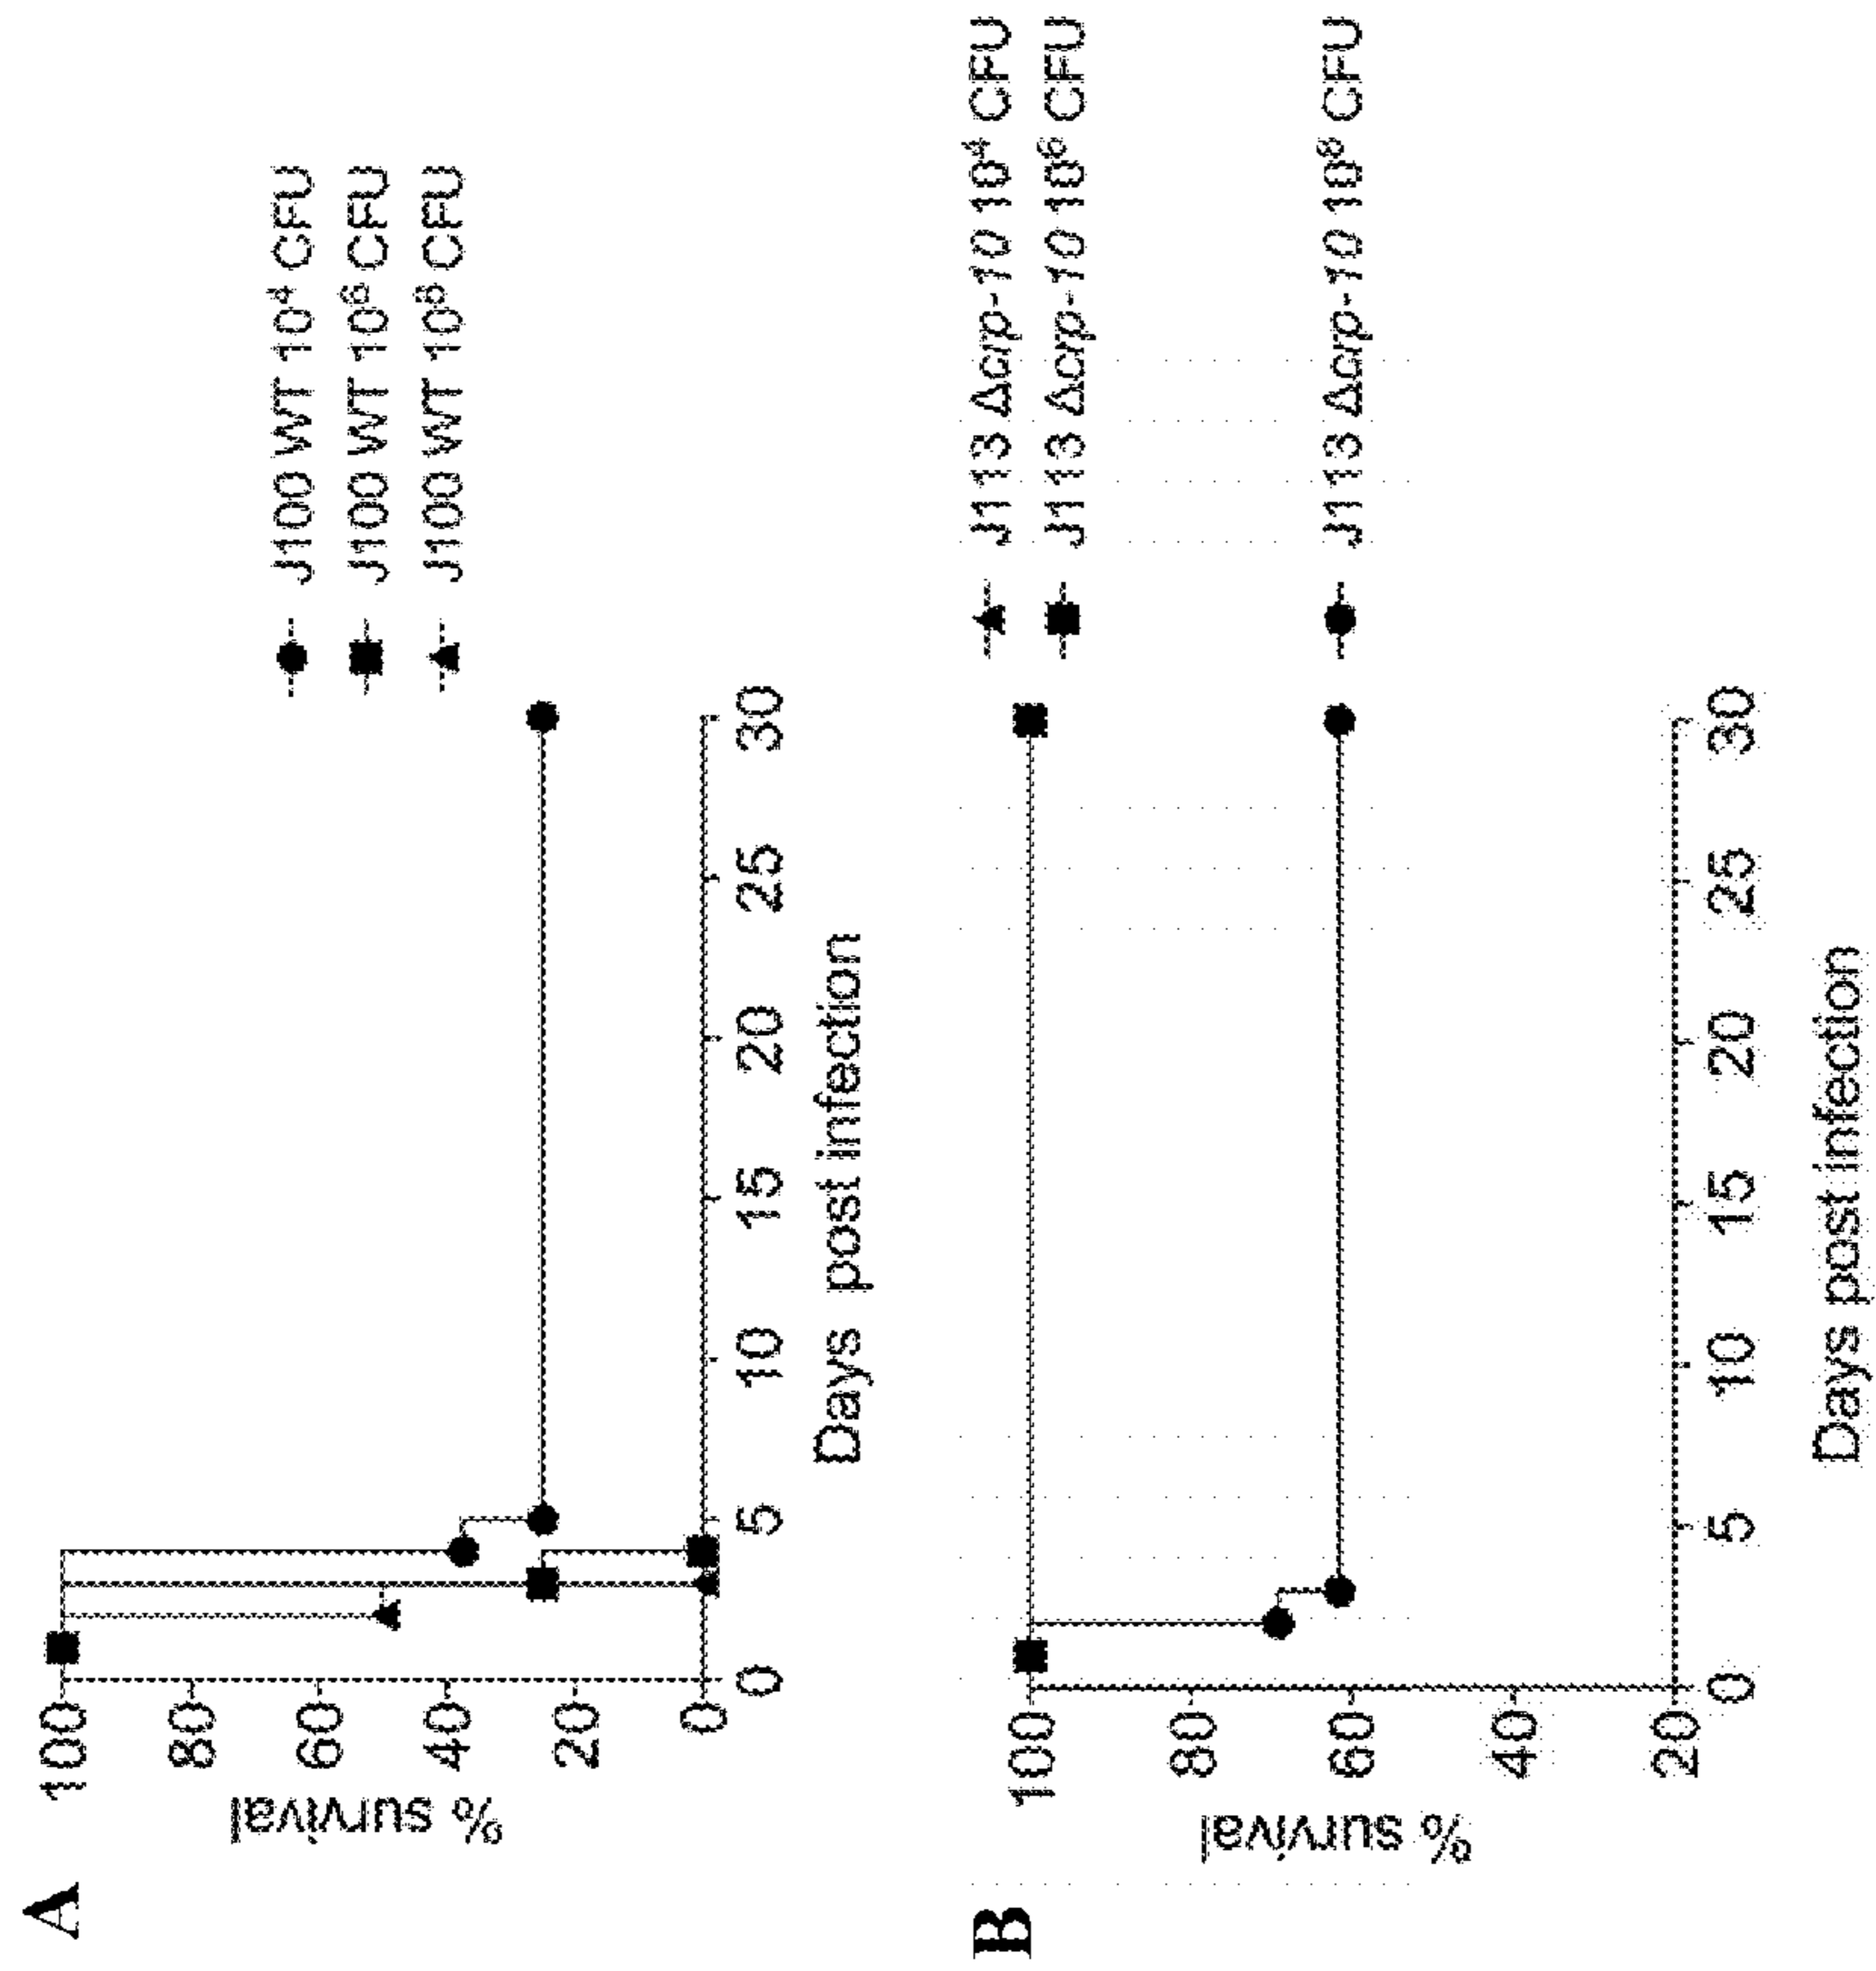 A
% survival
100
80
60
40
20
0
0 5 10 15 20 25 30
Days post infection
J100 WT 10⁴ CFU
J100 WT 10⁶ CFU
J100 WT 10⁸ CFU
B
% survival
100
80
60
40
20
0 5 10 15 20 25 30
Days post infection
J113 Δcrp-10 10⁴ CFU
J113 Δcrp-10 10⁶ CFU
J113 Δcrp-10 10⁸ CFU